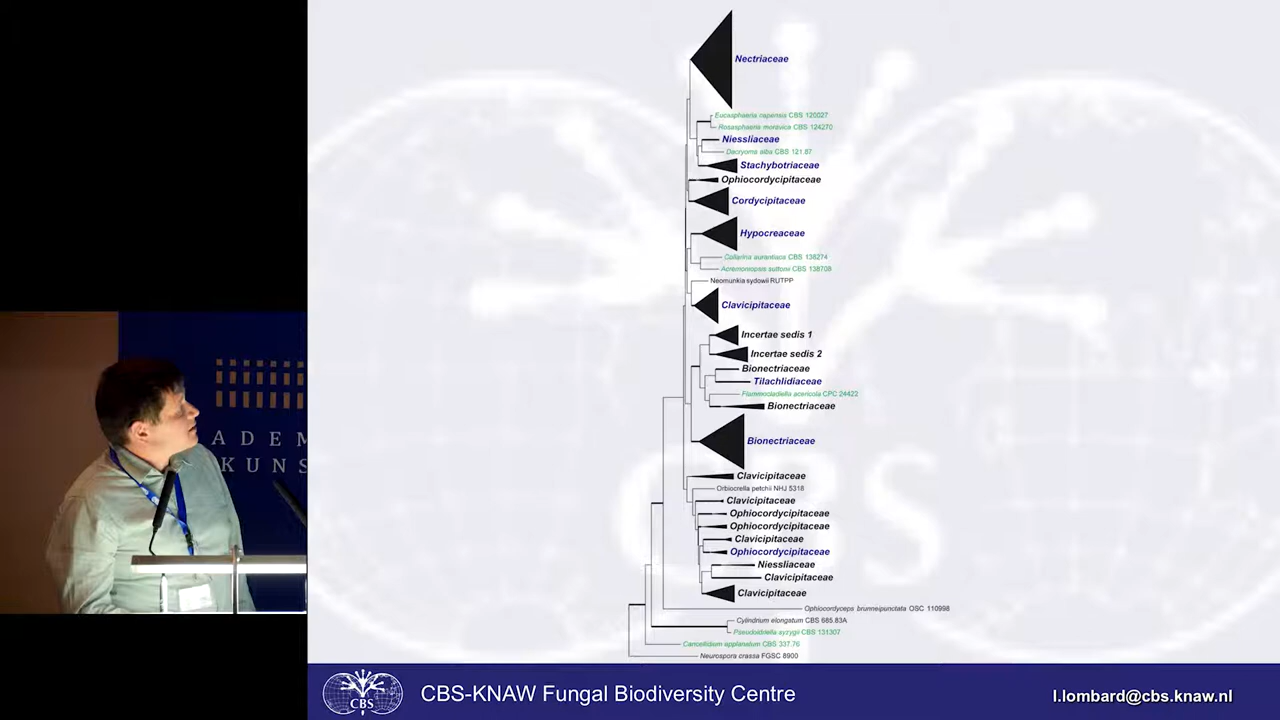 Nectriaceae
Eucasphaeria capensis CBS 120027
Rosasphaeria moravica CBS 124270
Niessliaceae
Dacryoma alba CBS 121.87
Stachybotriaceae
Ophiocordycipitaceae
Cordycipitaceae
Hypocreaceae
Collarina aurantiaca CBS 138274
Acremoniopsis suttonii CBS 138708
Neomunkia sydowii RUTPP
Clavicipitaceae
Incertae sedis 1
Incertae sedis 2
Bionectriaceae
Tilachlidiaceae
Flammocladiella acericola CPC 24422
Bionectriaceae
Bionectriaceae
Clavicipitaceae
Orbiocrella petchii NHJ 5318
Clavicipitaceae
Ophiocordycipitaceae
Ophiocordycipitaceae
Clavicipitaceae
Ophiocordycipitaceae
Niessliaceae
Clavicipitaceae
Clavicipitaceae
Ophiocordyceps brunneipunctata OSC 110998
Cylindrium elongatum CBS 685.83A
Pseudoidriella syzygii CBS 131307
Cancellidium applanatum CBS 337.76
Neurospora crassa FGSC 8900
ADEM
KUNS
CBS
CBS
CBS-KNAW Fungal Biodiversity Centre
l.lombard@cbs.knaw.nl